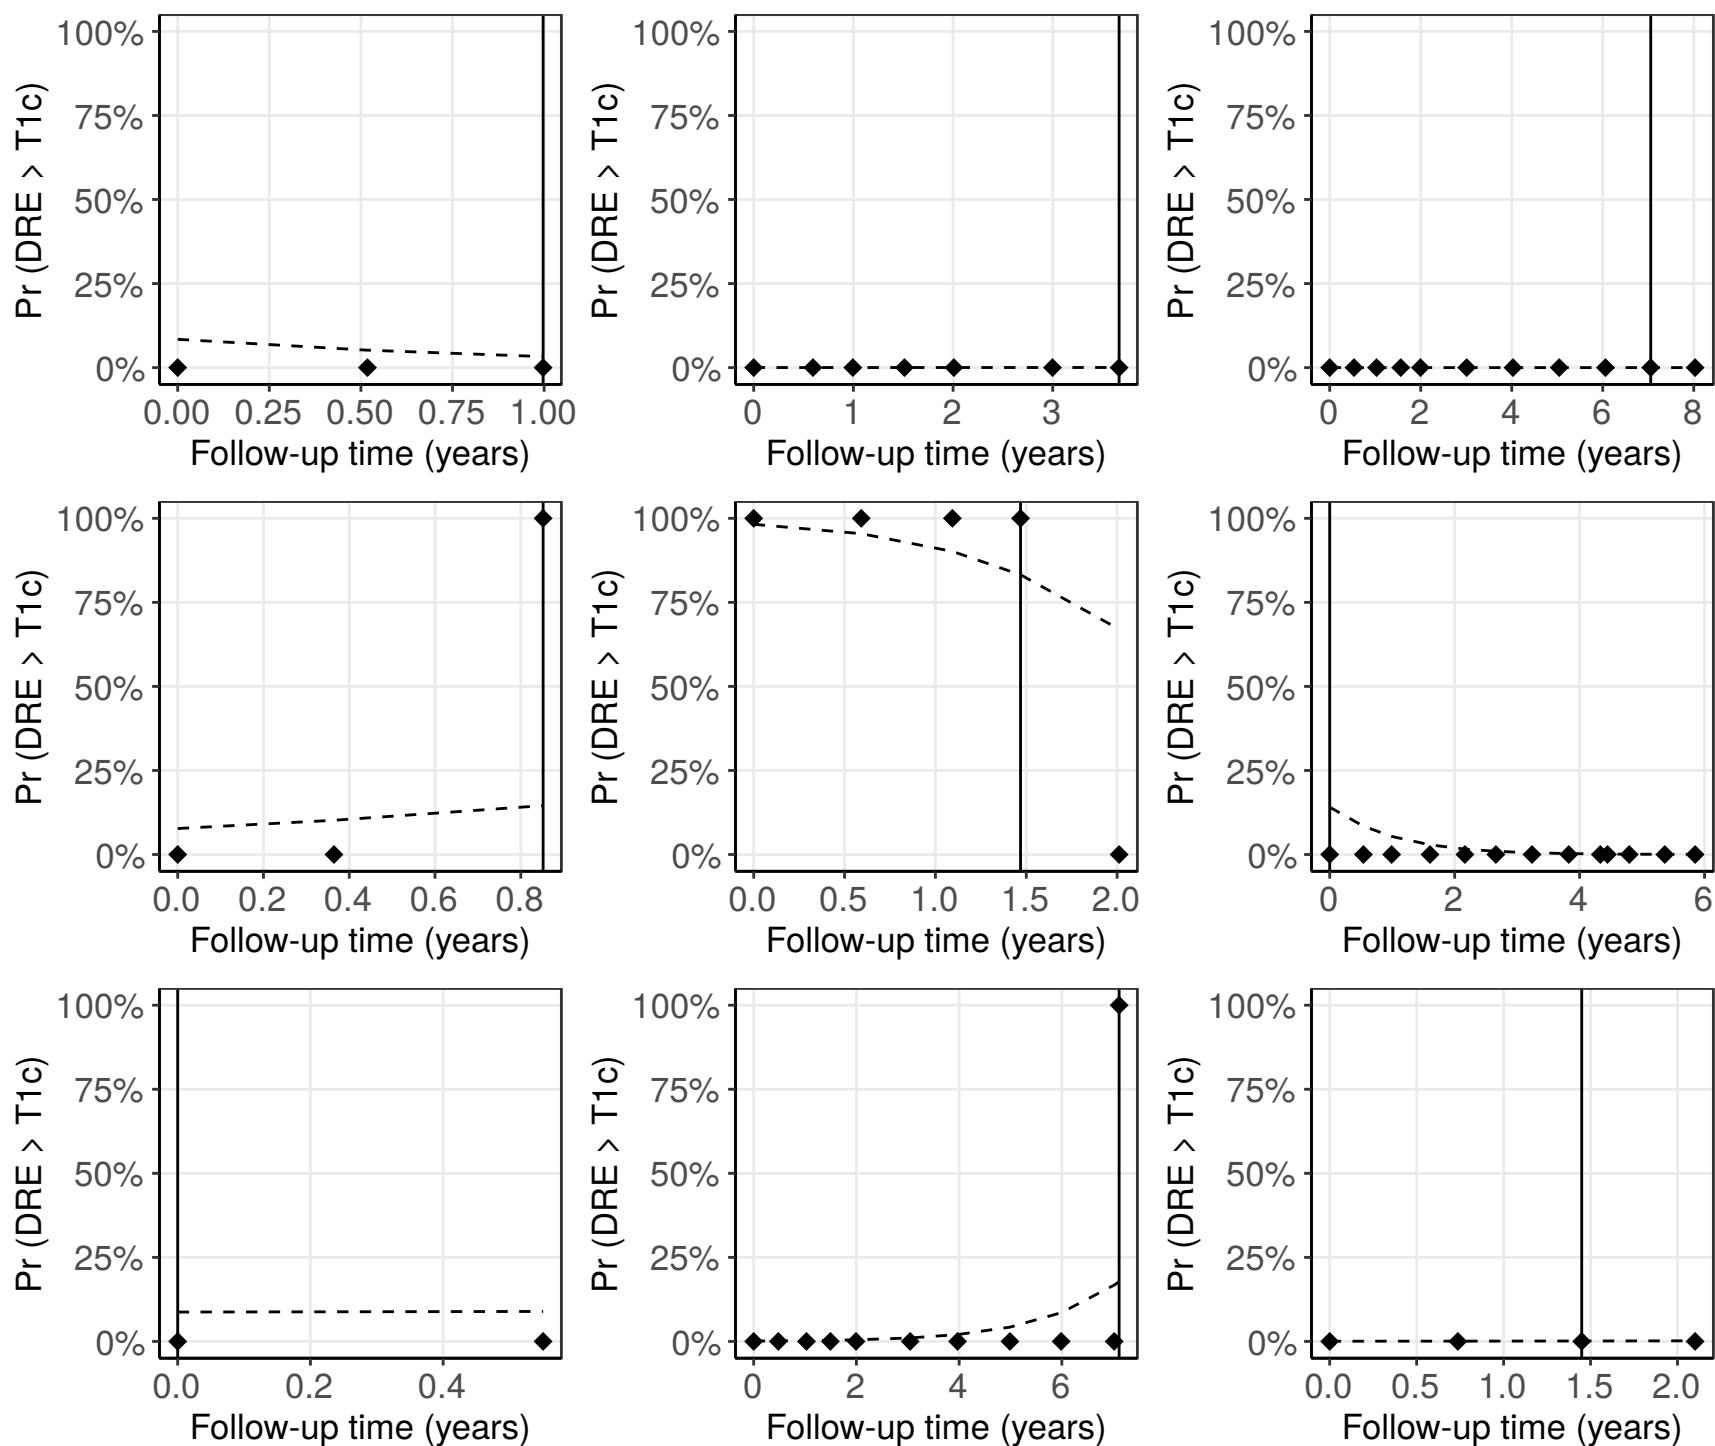 100%
75%
50%
25%
0%
Pr (DRE > T1c)
0.00 0.25 0.50 0.75 1.00
Follow-up time (years)
100%
75%
50%
25%
0%
Pr (DRE > T1c)
0 1 2 3
Follow-up time (years)
100%
75%
50%
25%
0%
Pr (DRE > T1c)
0 2 4 6 8
Follow-up time (years)
100%
75%
50%
25%
0%
Pr (DRE > T1c)
0.0 0.2 0.4 0.6 0.8
Follow-up time (years)
100%
75%
50%
25%
0%
Pr (DRE > T1c)
0.0 0.5 1.0 1.5 2.0
Follow-up time (years)
100%
75%
50%
25%
0%
Pr (DRE > T1c)
0 2 4 6
Follow-up time (years)
100%
75%
50%
25%
0%
Pr (DRE > T1c)
0.0 0.2 0.4
Follow-up time (years)
100%
75%
50%
25%
0%
Pr (DRE > T1c)
0 2 4 6
Follow-up time (years)
100%
75%
50%
25%
0%
Pr (DRE > T1c)
0.0 0.5 1.0 1.5 2.0
Follow-up time (years)